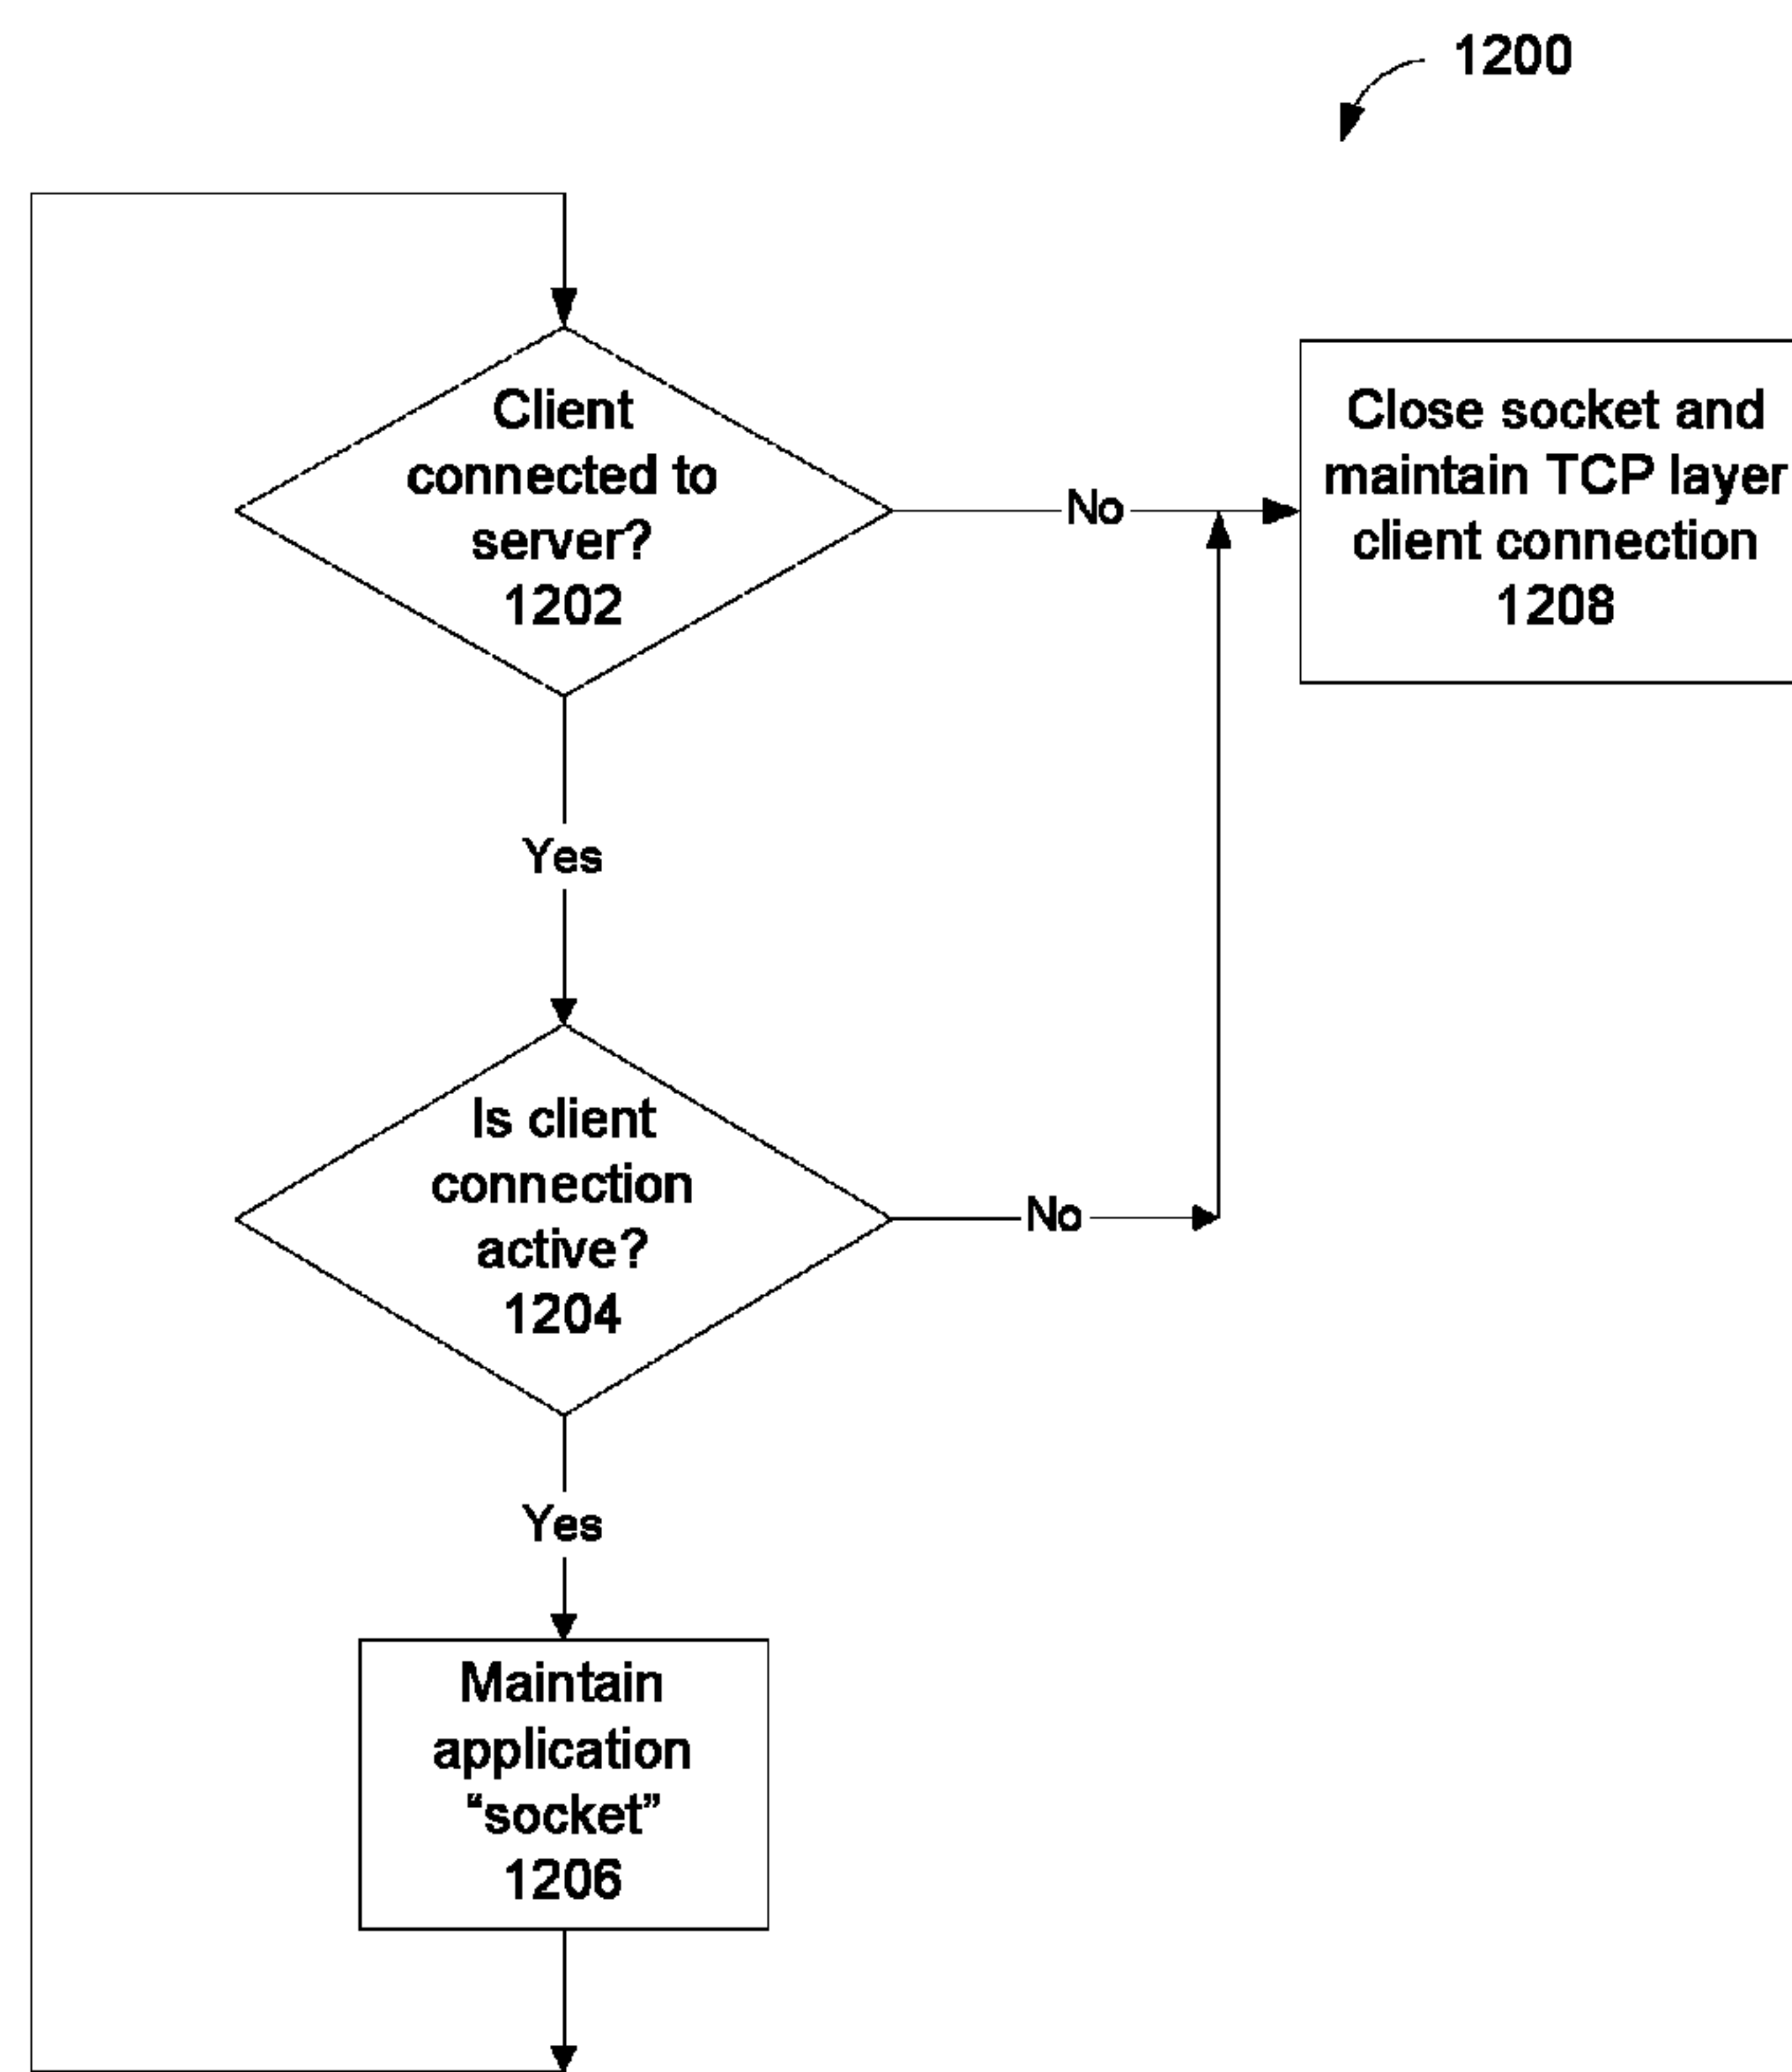 1200
Client
connected to
server?
1202
No
Close socket and
maintain TCP layer
client connection
1208
Yes
Is client
connection
active?
1204
No
Yes
Maintain
application
“socket”
1206